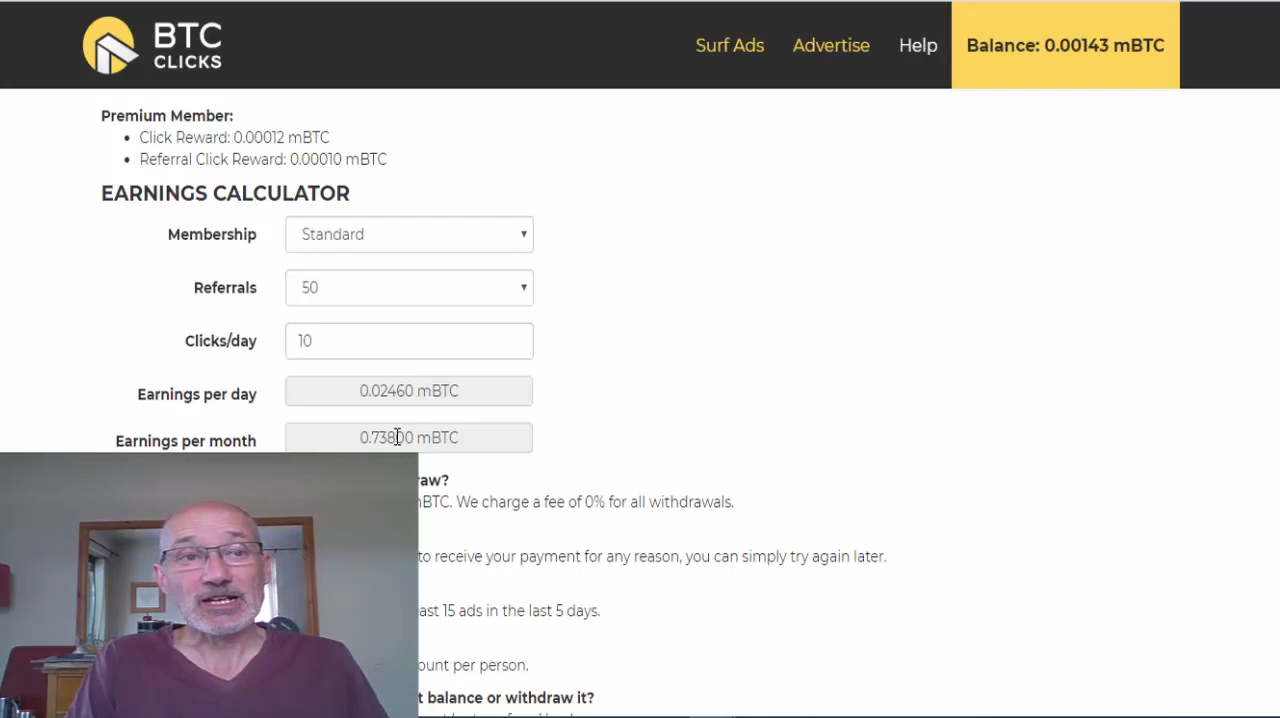 BTC
CLICKS
Surf Ads Advertise Help Balance: 0.00143 mBTC
Premium Member:
• Click Reward: 0.00012 mBTC
• Referral Click Reward: 0.00010 mBTC
EARNINGS CALCULATOR
Membership Standard
Referrals 50
Clicks/day 10
Earnings per day 0.02460 mBTC
Earnings per month 0.73800 mBTC
raw?
mBTC. We charge a fee of 0% for all withdrawals.
to receive your payment for any reason, you can simply try again later.
ast 15 ads in the last 5 days.
ount per person.
t balance or withdraw it?